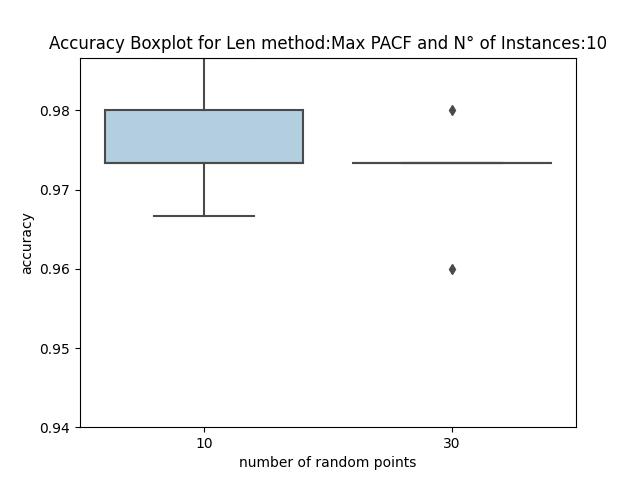 Accuracy Boxplot for Len method:Max PACF and N° of Instances:10
0.98
0.97
0.96
0.95
0.94
accuracy
10 30
number of random points